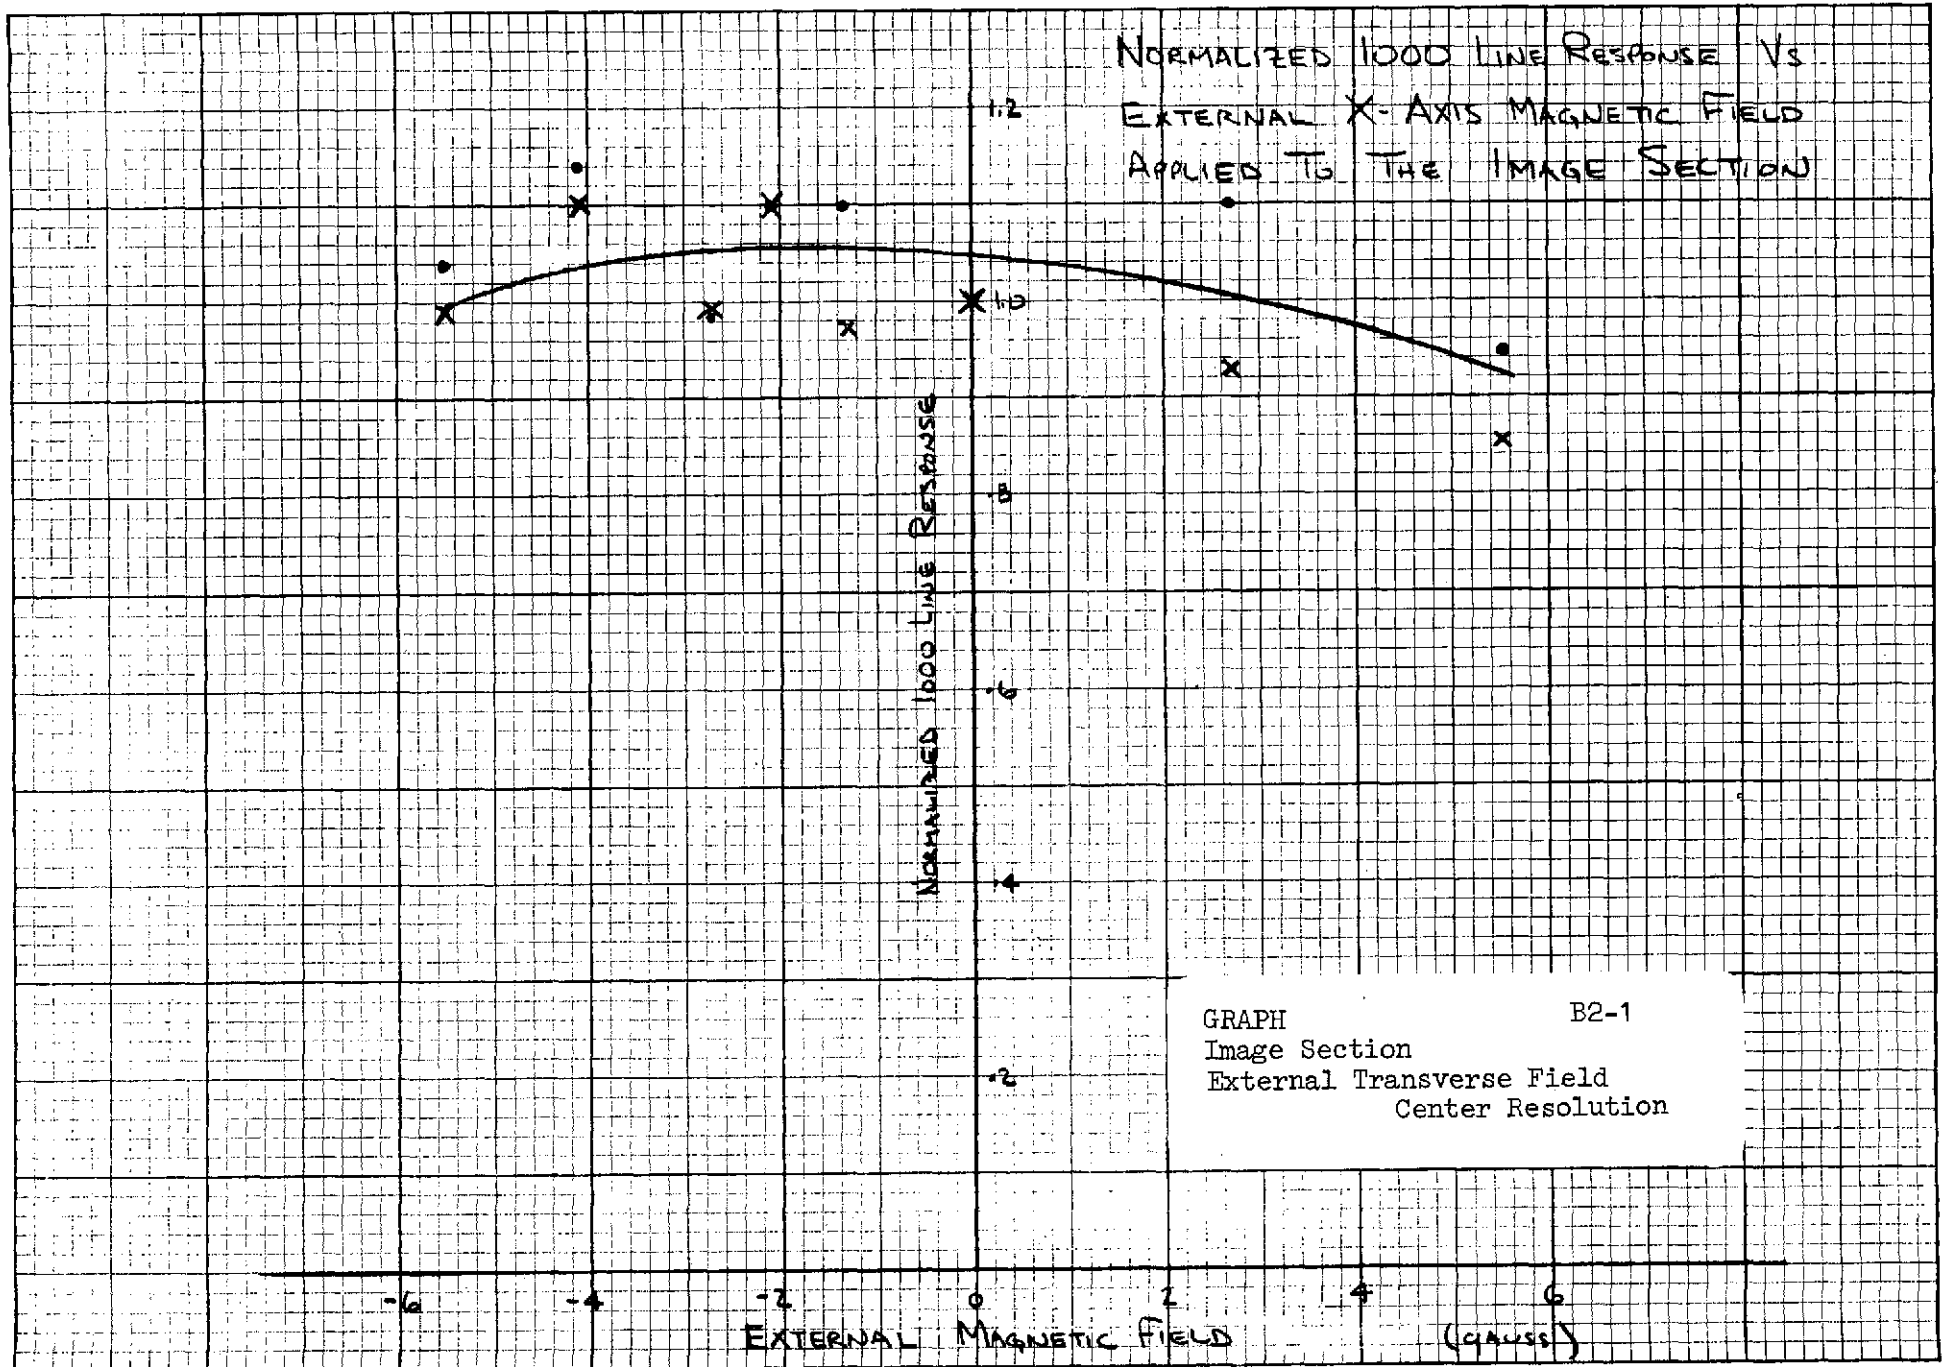 NORMALIZED 1000 LINE RESPONSE Vs
EXTERNAL X-AXIS MAGNETIC FIELD
APPLIED TO THE IMAGE SECTION
1.2
1.0
.8
.6
.4
.2
NORMALIZED 1000 LINE RESPONSE
GRAPH B2-1
Image Section
External Transverse Field
Center Resolution
-6 -4 -2 0 2 4 6
EXTERNAL MAGNETIC FIELD (GAUSS)